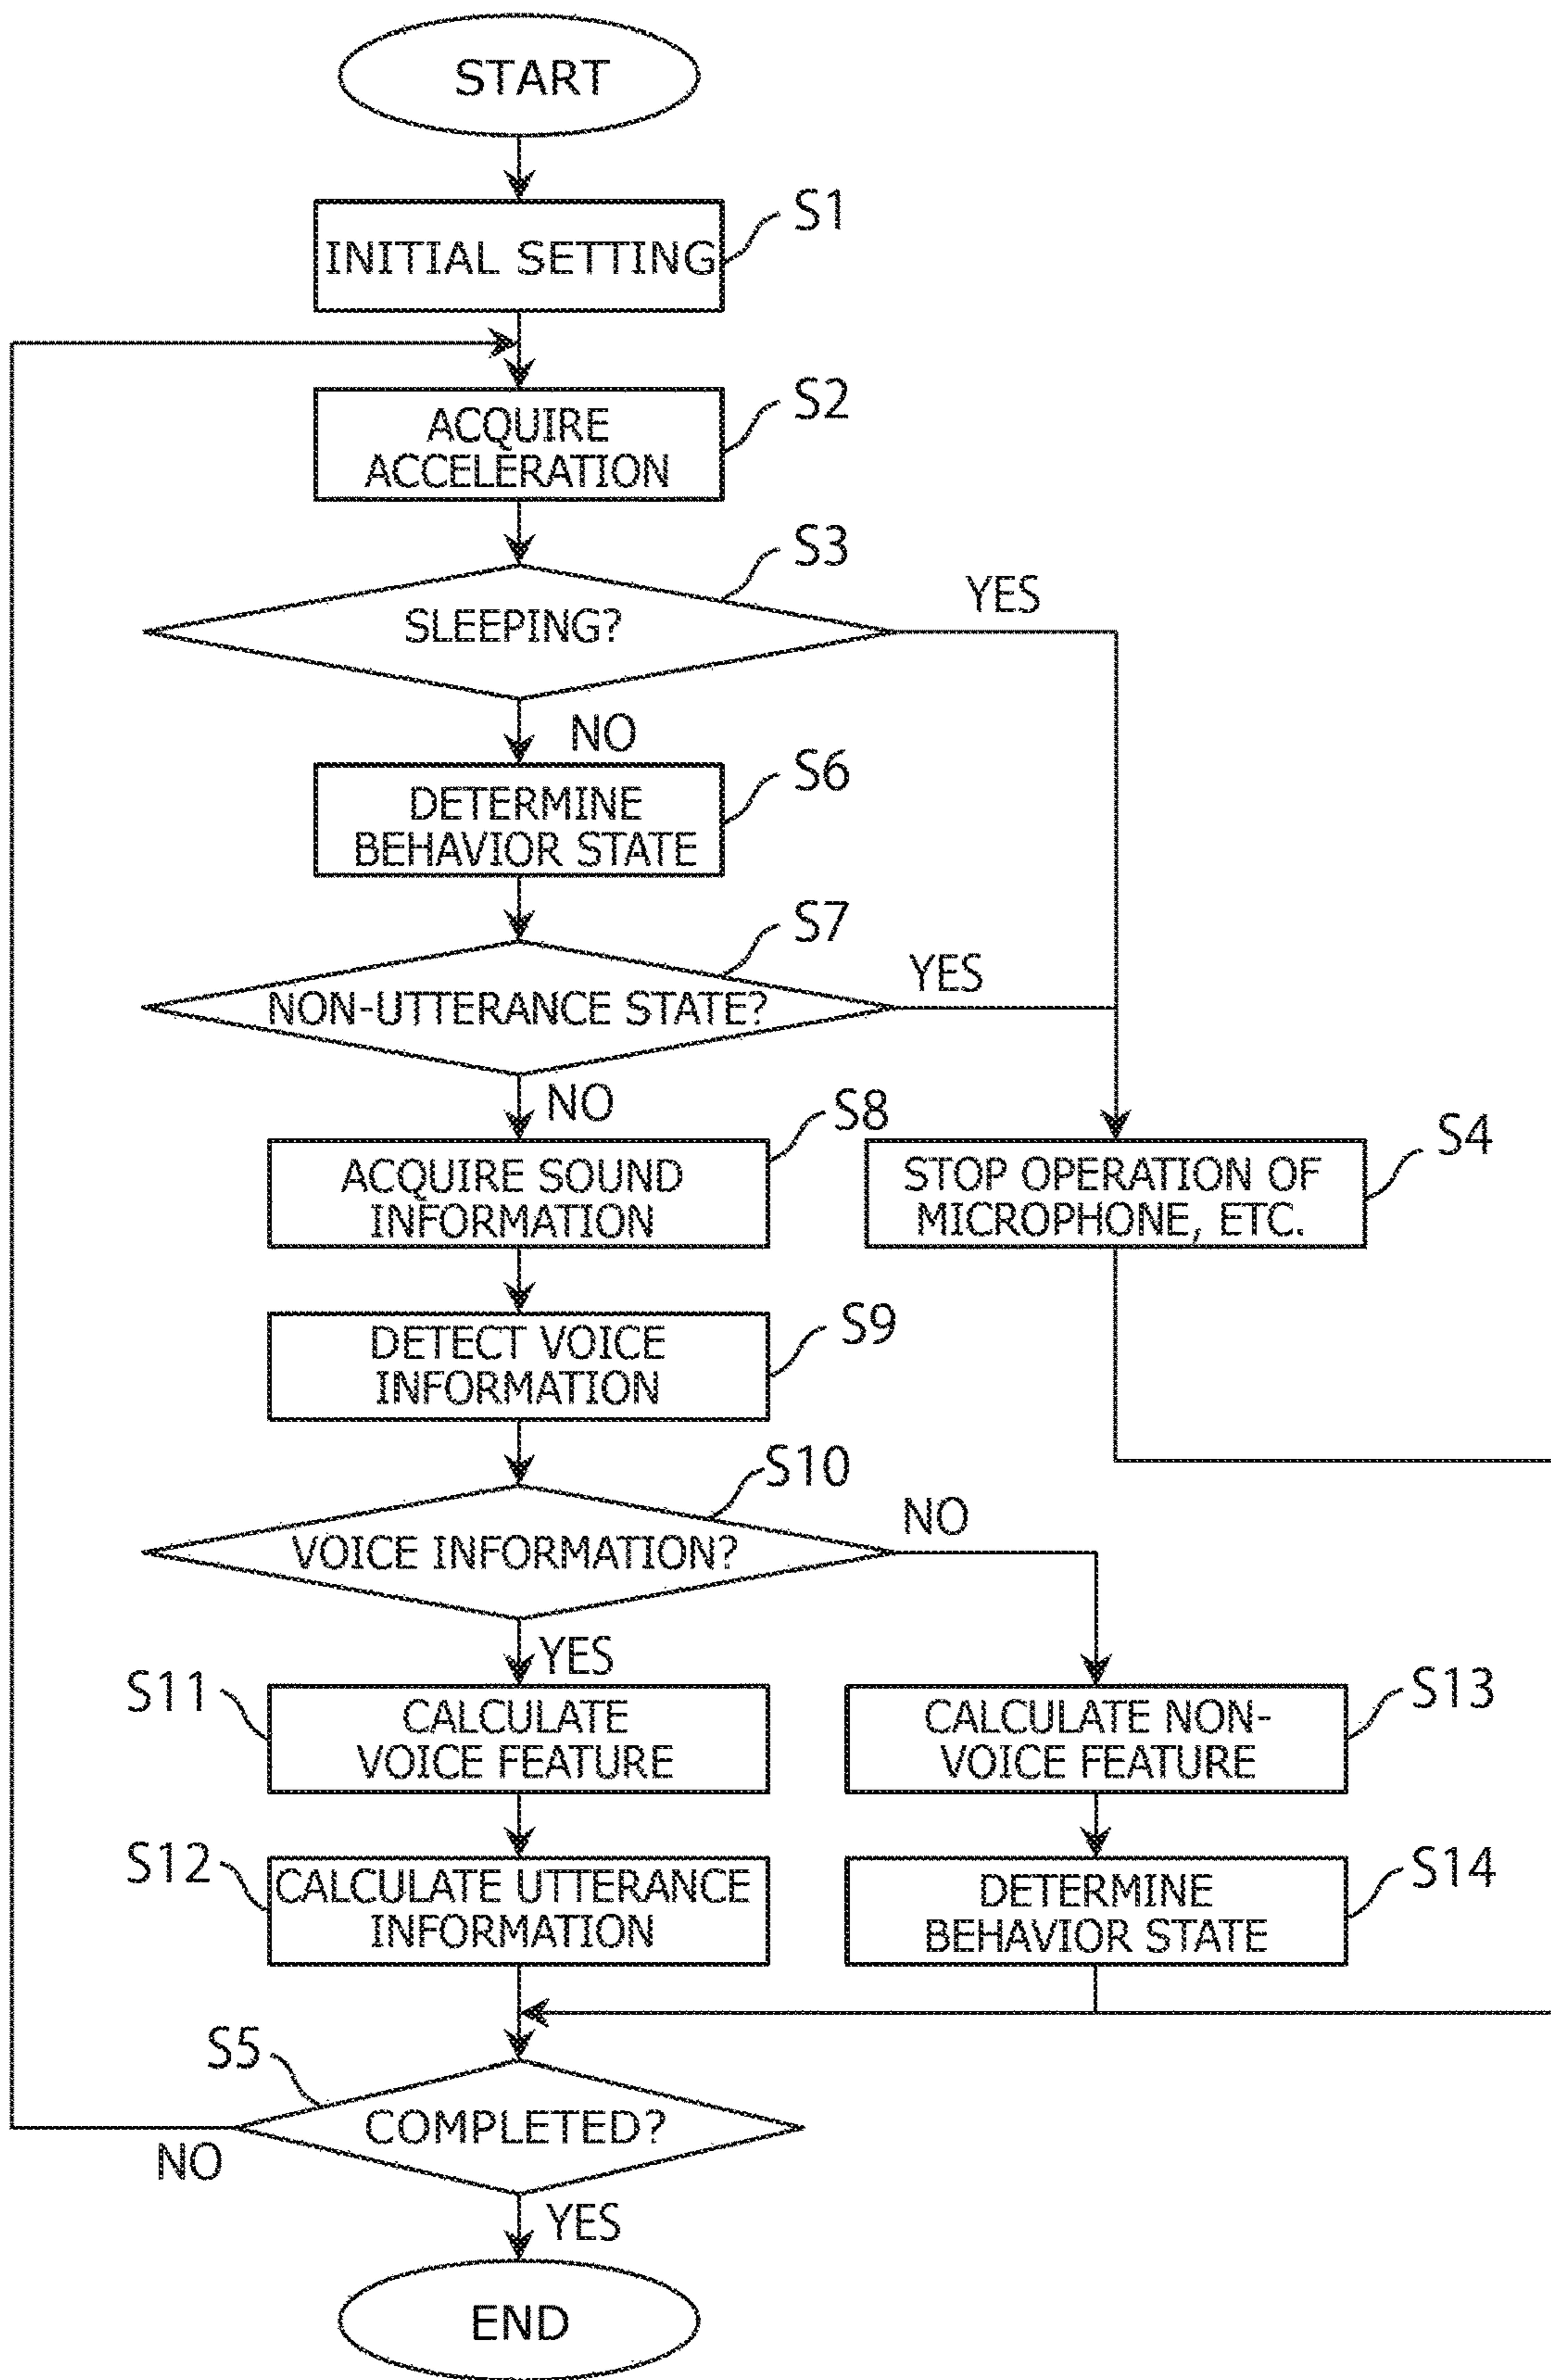 START
S1
INITIAL SETTING
S2
ACQUIRE
ACCELERATION
S3
YES
SLEEPING?
NO
S6
DETERMINE
BEHAVIOR STATE
S7
YES
NON-UTTERANCE STATE?
NO
S8
ACQUIRE SOUND
INFORMATION
S4
STOP OPERATION OF
MICROPHONE, ETC.
S9
DETECT VOICE
INFORMATION
S10
NO
VOICE INFORMATION?
YES
S11
CALCULATE
VOICE FEATURE
S13
CALCULATE NON-
VOICE FEATURE
S12
CALCULATE UTTERANCE
INFORMATION
S14
DETERMINE
BEHAVIOR STATE
S5
COMPLETED?
NO
YES
END